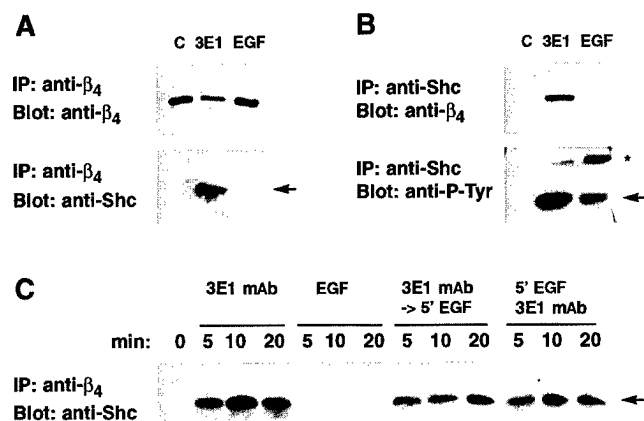 A
C 3E1 EGF
IP: anti-β4
Blot: anti-β4
IP: anti-β4
Blot: anti-Shc
B
C 3E1 EGF
IP: anti-Shc
Blot: anti-β4
IP: anti-Shc
Blot: anti-P-Tyr
*
C
3E1 mAb EGF 3E1 mAb -> 5' EGF 5' EGF 3E1 mAb
min: 0 5 10 20 5 10 20 5 10 20 5 10 20
IP: anti-β4
Blot: anti-Shc